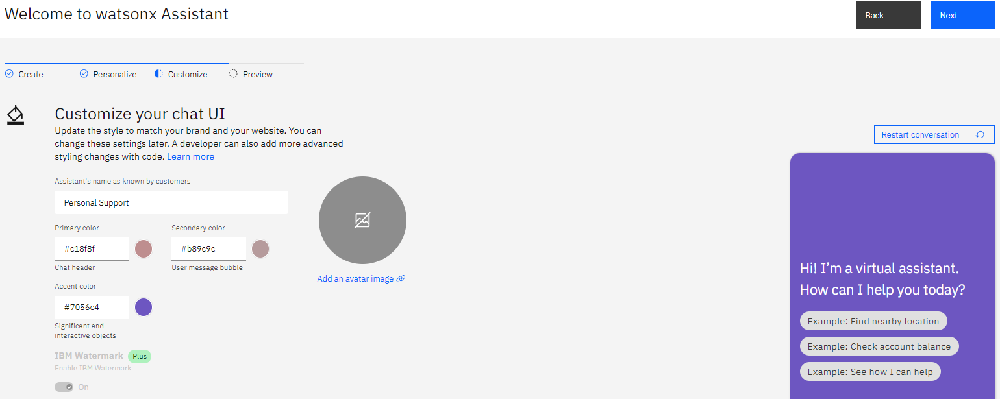 Welcome to watsonx Assistant
Back
Next
Create
Personalize
Customize
Preview
Customize your chat UI
Update the style to match your brand and your website. You can
change these settings later. A developer can also add more advanced
styling changes with code. Learn more
Restart conversation
Assistant's name as known by customers
Personal Support
Primary color
Secondary color
#c18f8f
#b89c9c
Chat header
User message bubble
Add an avatar image
Accent color
#7056c4
Significant and
interactive objects
IBM Watermark Plus
Enable IBM Watermark
On
Hi! I’m a virtual assistant.
How can I help you today?
Example: Find nearby location
Example: Check account balance
Example: See how I can help